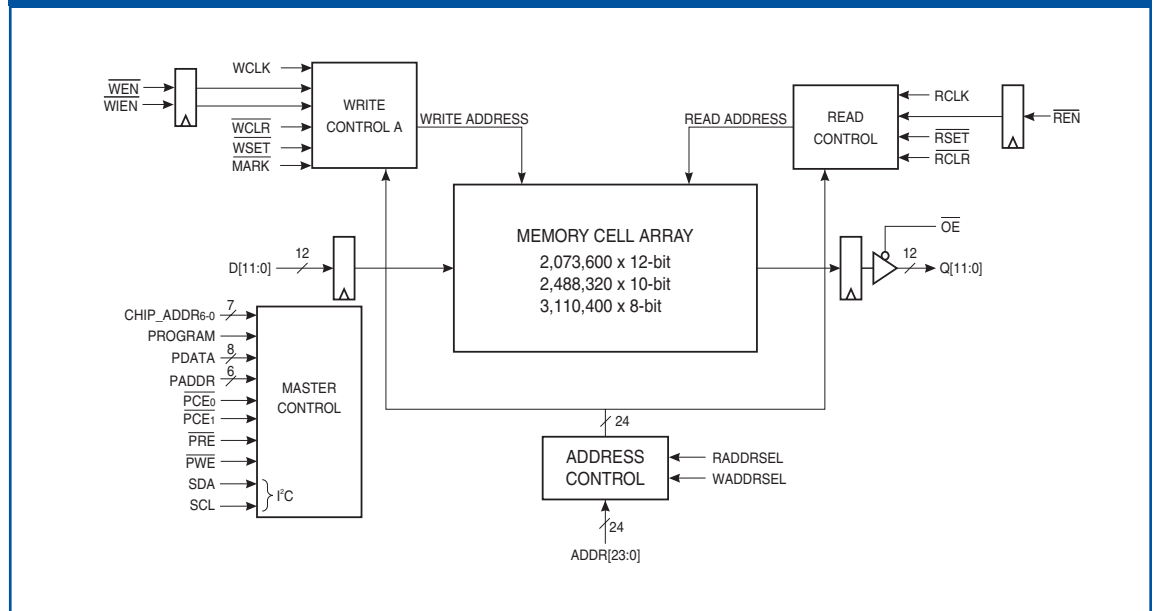 WCLK
WEN
WIEN
WRITE
CONTROL A
WCLR
WSET
MARK
WRITE ADDRESS
READ ADDRESS
READ
CONTROL
RCLK
REN
RSET
RCLR
MEMORY CELL ARRAY
2,073,600 x 12-bit
2,488,320 x 10-bit
3,110,400 x 8-bit
D[11:0]
12
OE
12
Q[11:0]
CHIP_ADDR6-0
7
PROGRAM
PDATA
8
PADDR
6
PCE0
PCE1
PRE
PWE
SDA
SCL
I²C
MASTER
CONTROL
24
ADDRESS
CONTROL
RADDRSEL
WADDRSEL
24
ADDR[23:0]